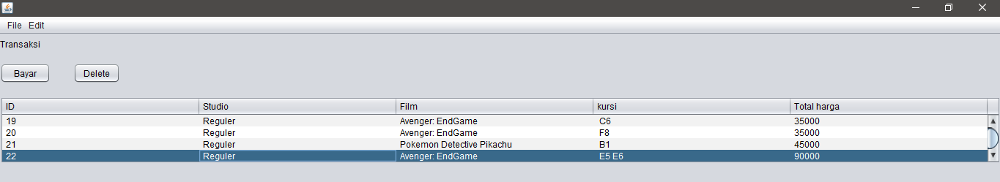 File Edit
Transaksi
Bayar Delete
ID Studio Film kursi Total harga
19 Reguler Avenger: EndGame C6 35000
20 Reguler Avenger: EndGame F8 35000
21 Reguler Pokemon Detective Pikachu B1 45000
22 Reguler Avenger: EndGame E5 E6 90000